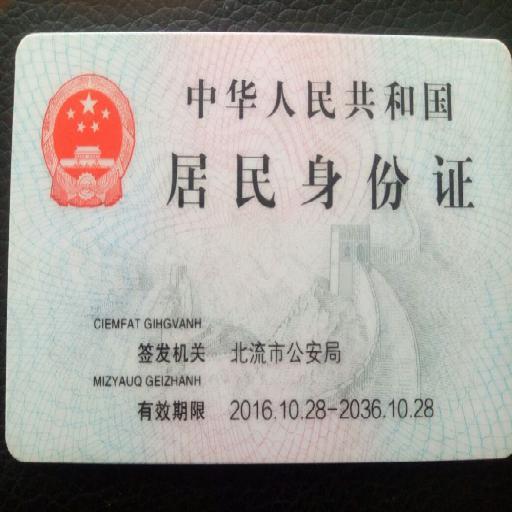 中华人民共和国
居民身份证
CIEMFAT GIHGVANH
签发机关 北流市公安局
MIZYAUQ GEIZHANH
有效期限 2016.10.28-2036.10.28